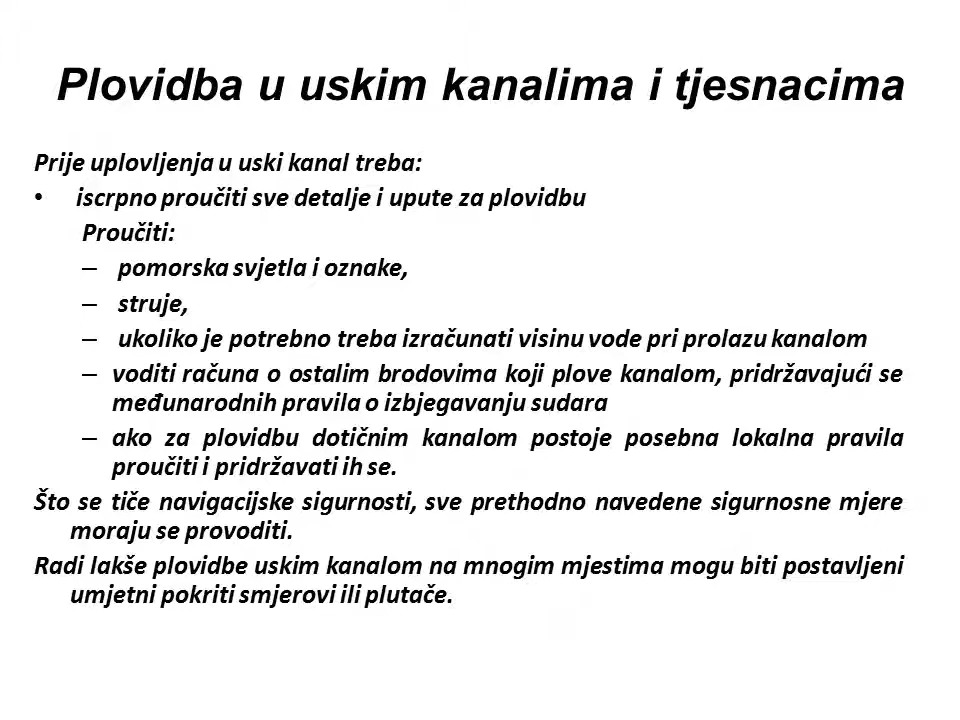 Plovidba u uskim kanalima i tjesnacima
Prije uplovljenja u uski kanal treba:
• iscrpno proučiti sve detalje i upute za plovidbu
Proučiti:
– pomorska svjetla i oznake,
– struje,
– ukoliko je potrebno treba izračunati visinu vode pri prolazu kanalom
– voditi računa o ostalim brodovima koji plove kanalom, pridržavajući se
međunarodnih pravila o izbjegavanju sudara
– ako za plovidbu dotičnim kanalom postoje posebna lokalna pravila
proučiti i pridržavati ih se.
Što se tiče navigacijske sigurnosti, sve prethodno navedene sigurnosne mjere
moraju se provoditi.
Radi lakše plovidbe uskim kanalom na mnogim mjestima mogu biti postavljeni
umjetni pokriti smjerovi ili plutače.